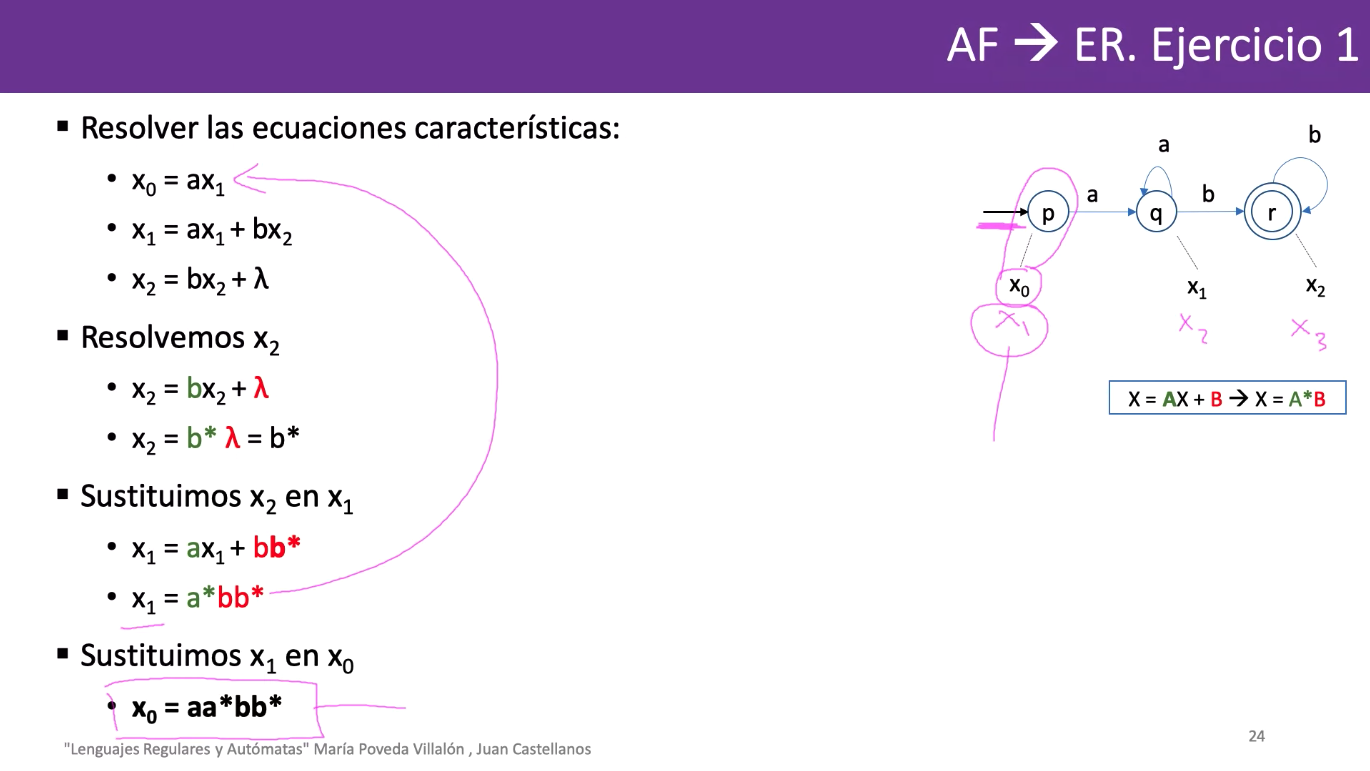 AF → ER. Ejercicio 1
▪ Resolver las ecuaciones características:
• x₀ = ax₁
• x₁ = ax₁ + bx₂
• x₂ = bx₂ + λ
▪ Resolvemos x₂
• x₂ = bx₂ + λ
• x₂ = b* λ = b*
▪ Sustituimos x₂ en x₁
• x₁ = ax₁ + bb*
• x₁ = a*bb*
▪ Sustituimos x₁ en x₀
• x₀ = aa*bb*
a b
a b
p q r
x₀ x₁ x₂
x₁ x₂ x₃
X = AX + B → X = A*B
"Lenguajes Regulares y Autómatas" María Poveda Villalón , Juan Castellanos
24